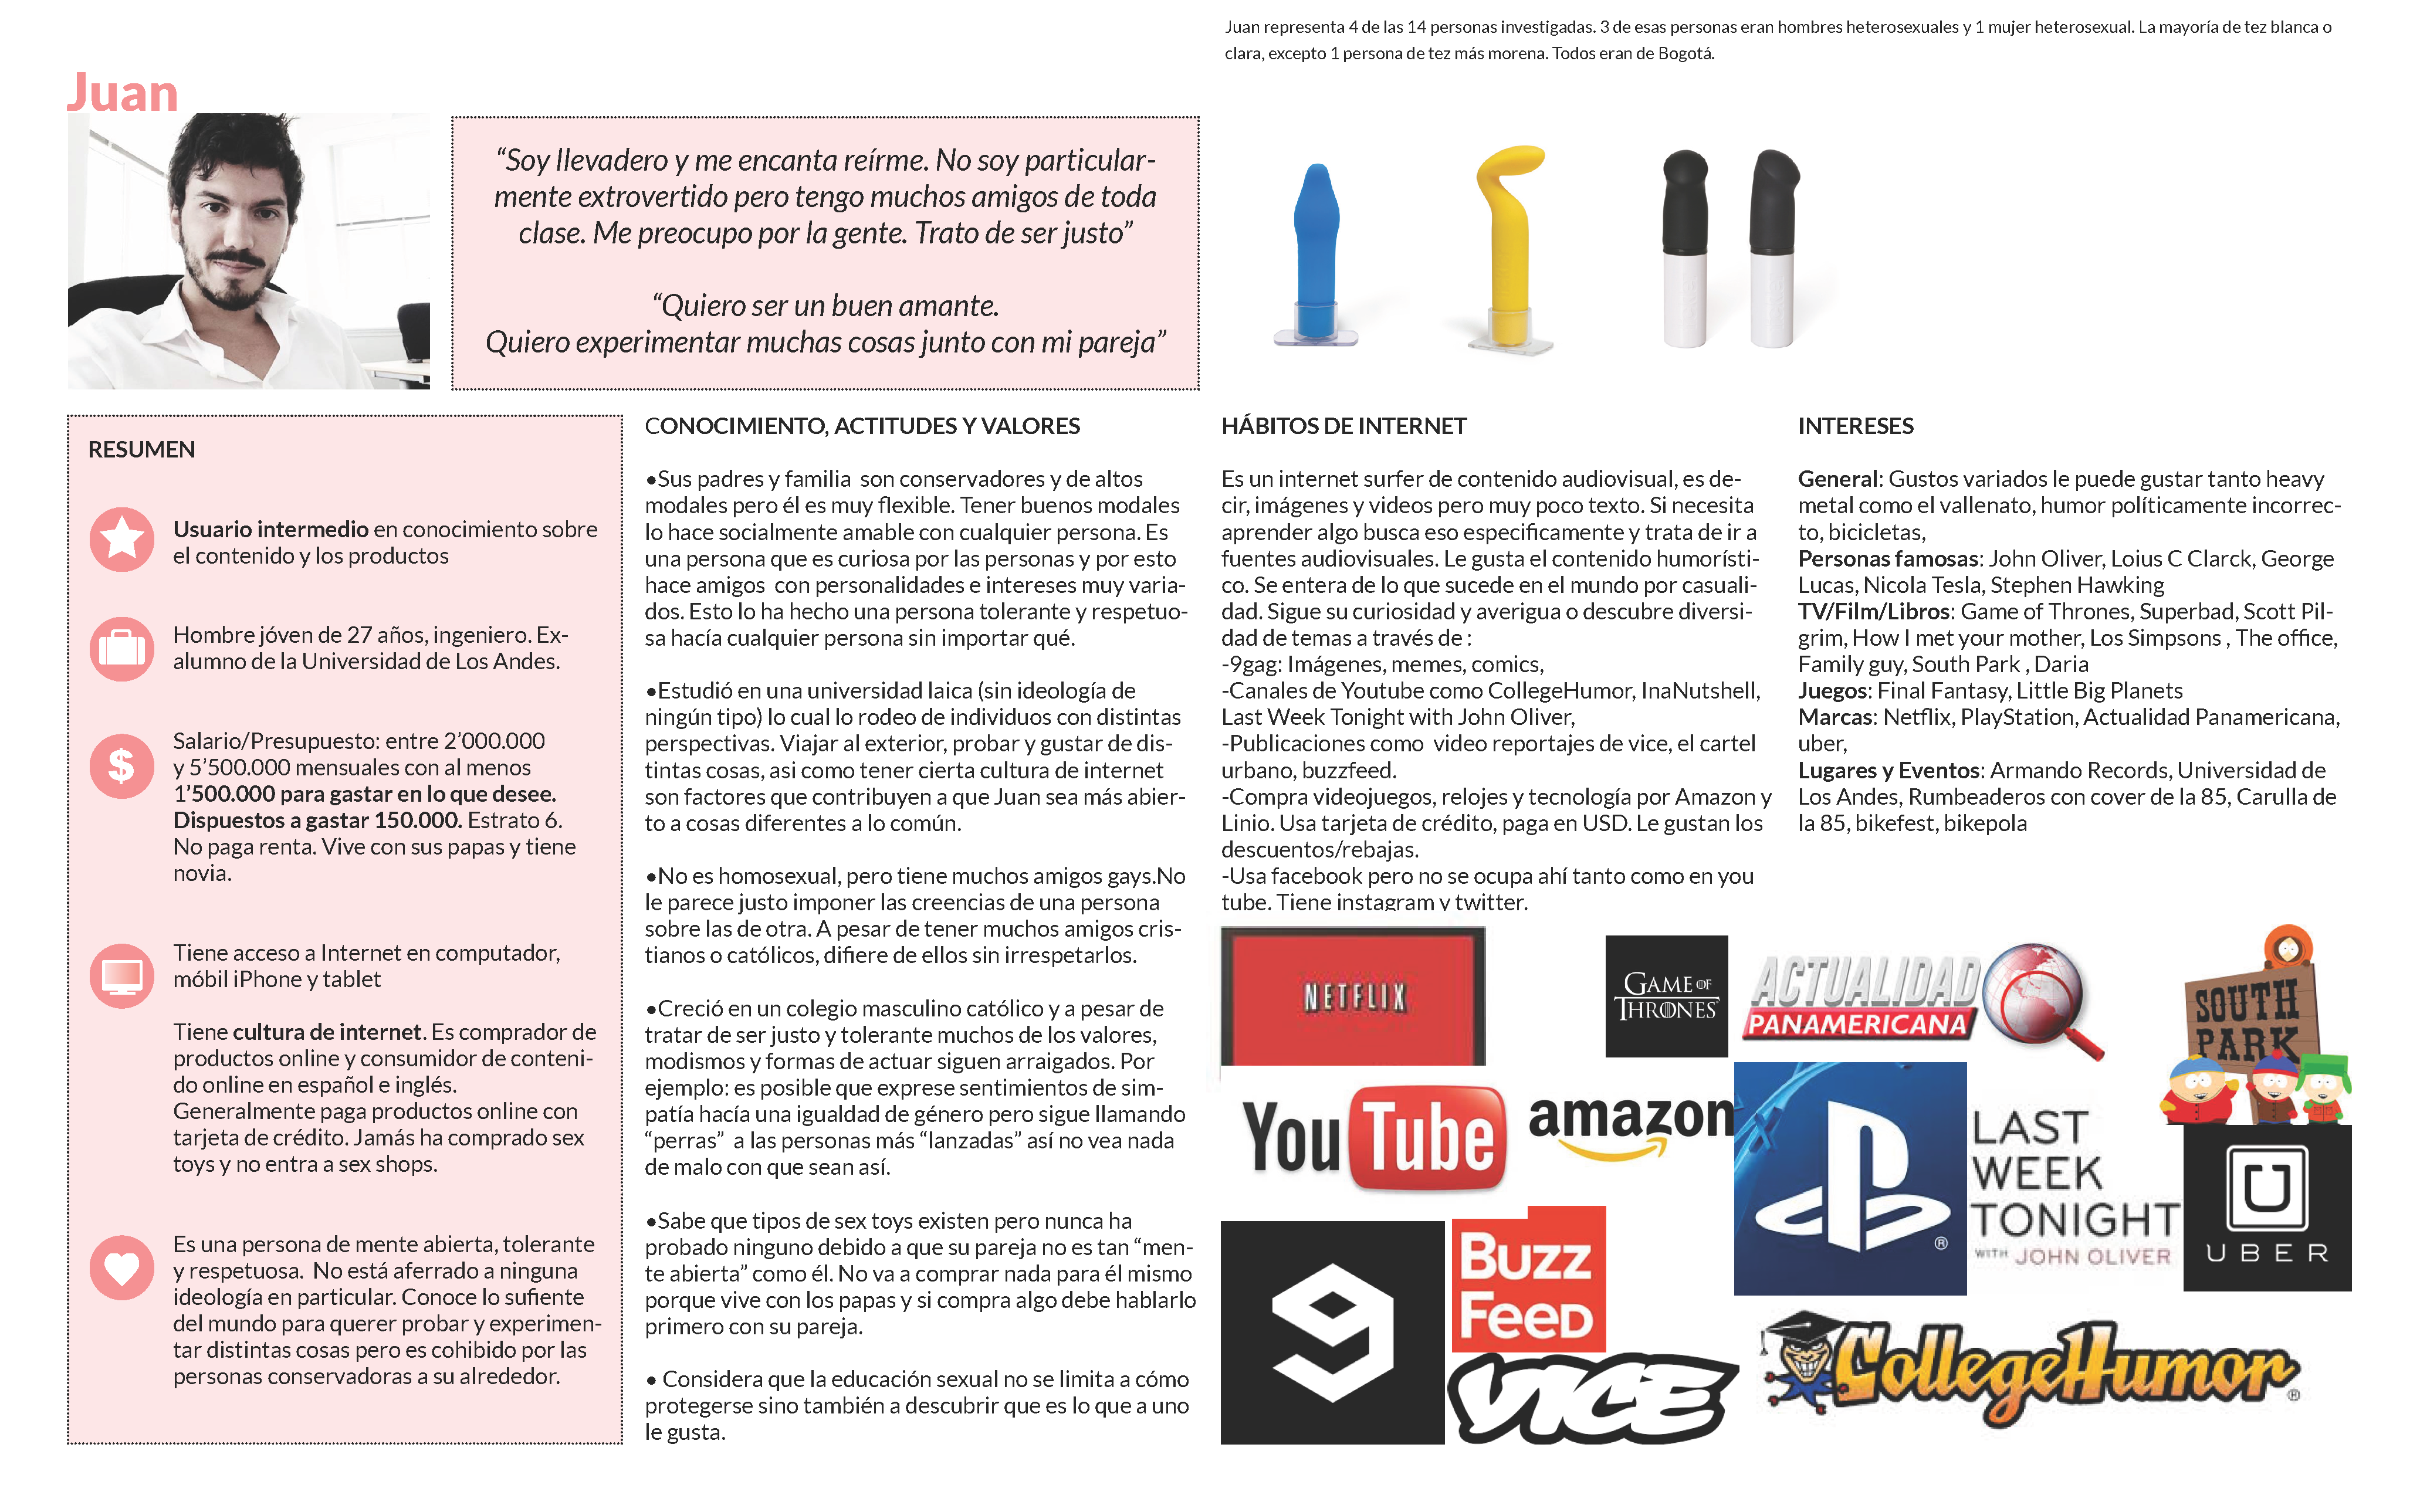 Juan representa 4 de las 14 personas investigadas. 3 de esas personas eran hombres heterosexuales y 1 mujer heterosexual. La mayoría de tez blanca o
clara, excepto 1 persona de tez más morena. Todos eran de Bogotá.
Juan
“Soy llevadero y me encanta reírme. No soy particular-
mente extrovertido pero tengo muchos amigos de toda
clase. Me preocupo por la gente. Trato de ser justo”
“Quiero ser un buen amante.
Quiero experimentar muchas cosas junto con mi pareja”
RESUMEN
Usuario intermedio en conocimiento sobre
el contenido y los productos
Hombre jóven de 27 años, ingeniero. Ex-
alumno de la Universidad de Los Andes.
Salario/Presupuesto: entre 2’000.000
y 5’500.000 mensuales con al menos
1’500.000 para gastar en lo que desee.
Dispuestos a gastar 150.000. Estrato 6.
No paga renta. Vive con sus papas y tiene
novia.
Tiene acceso a Internet en computador,
móbil iPhone y tablet
Tiene cultura de internet. Es comprador de
productos online y consumidor de conteni-
do online en español e inglés.
Generalmente paga productos online con
tarjeta de crédito. Jamás ha comprado sex
toys y no entra a sex shops.
Es una persona de mente abierta, tolerante
y respetuosa.  No está aferrado a ninguna
ideología en particular. Conoce lo sufiente
del mundo para querer probar y experimen-
tar distintas cosas pero es cohibido por las
personas conservadoras a su alrededor.
CONOCIMIENTO, ACTITUDES Y VALORES
•Sus padres y familia  son conservadores y de altos
modales pero él es muy flexible. Tener buenos modales
lo hace socialmente amable con cualquier persona. Es
una persona que es curiosa por las personas y por esto
hace amigos  con personalidades e intereses muy varia-
dos. Esto lo ha hecho una persona tolerante y respetuo-
sa hacía cualquier persona sin importar qué.
•Estudió en una universidad laica (sin ideología de
ningún tipo) lo cual lo rodeo de individuos con distintas
perspectivas. Viajar al exterior, probar y gustar de dis-
tintas cosas, asi como tener cierta cultura de internet
son factores que contribuyen a que Juan sea más abier-
to a cosas diferentes a lo común.
•No es homosexual, pero tiene muchos amigos gays.No
le parece justo imponer las creencias de una persona
sobre las de otra. A pesar de tener muchos amigos cris-
tianos o católicos, difiere de ellos sin irrespetarlos.
•Creció en un colegio masculino católico y a pesar de
tratar de ser justo y tolerante muchos de los valores,
modismos y formas de actuar siguen arraigados. Por
ejemplo: es posible que exprese sentimientos de sim-
patía hacía una igualdad de género pero sigue llamando
“perras”  a las personas más “lanzadas” así no vea nada
de malo con que sean así.
•Sabe que tipos de sex toys existen pero nunca ha
probado ninguno debido a que su pareja no es tan “men-
te abierta” como él. No va a comprar nada para él mismo
porque vive con los papas y si compra algo debe hablarlo
primero con su pareja.
• Considera que la educación sexual no se limita a cómo
protegerse sino también a descubrir que es lo que a uno
le gusta.
HÁBITOS DE INTERNET
Es un internet surfer de contenido audiovisual, es de-
cir, imágenes y videos pero muy poco texto. Si necesita
aprender algo busca eso especificamente y trata de ir a
fuentes audiovisuales. Le gusta el contenido humorísti-
co. Se entera de lo que sucede en el mundo por casuali-
dad. Sigue su curiosidad y averigua o descubre diversi-
dad de temas a través de :
-9gag: Imágenes, memes, comics,
-Canales de Youtube como CollegeHumor, InaNutshell,
Last Week Tonight with John Oliver,
-Publicaciones como  video reportajes de vice, el cartel
urbano, buzzfeed.
-Compra videojuegos, relojes y tecnología por Amazon y
Linio. Usa tarjeta de crédito, paga en USD. Le gustan los
descuentos/rebajas.
-Usa facebook pero no se ocupa ahí tanto como en you
tube. Tiene instagram y twitter.
INTERESES
General: Gustos variados le puede gustar tanto heavy
metal como el vallenato, humor políticamente incorrec-
to, bicicletas,
Personas famosas: John Oliver, Loius C Clarck, George
Lucas, Nicola Tesla, Stephen Hawking
TV/Film/Libros: Game of Thrones, Superbad, Scott Pil-
grim, How I met your mother, Los Simpsons , The office,
Family guy, South Park , Daria
Juegos: Final Fantasy, Little Big Planets
Marcas: Netflix, PlayStation, Actualidad Panamericana,
uber,
Lugares y Eventos: Armando Records, Universidad de
Los Andes, Rumbeaderos con cover de la 85, Carulla de
la 85, bikefest, bikepola
NETFLIX
GAME OF
THRONES
ACTUALIDAD
PANAMERICANA
SOUTH
PARK
YouTube
amazon
LAST
WEEK
TONIGHT
WITH JOHN OLIVER
UBER
Buzz
FeeD
VICE
CollegeHumor